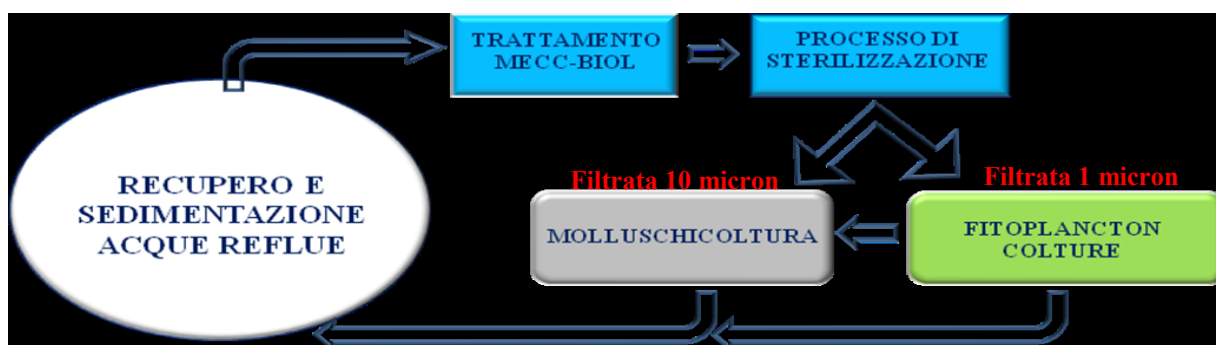 TRATTAMENTO
MECC-BIOL
PROCESSO DI
STERILIZZAZIONE
RECUPERO E
SEDIMENTAZIONE
ACQUE REFLUE
Filtrata 10 micron
Filtrata 1 micron
MOLLUSCHICOLTURA
FITOPLANCTON
COLTURE